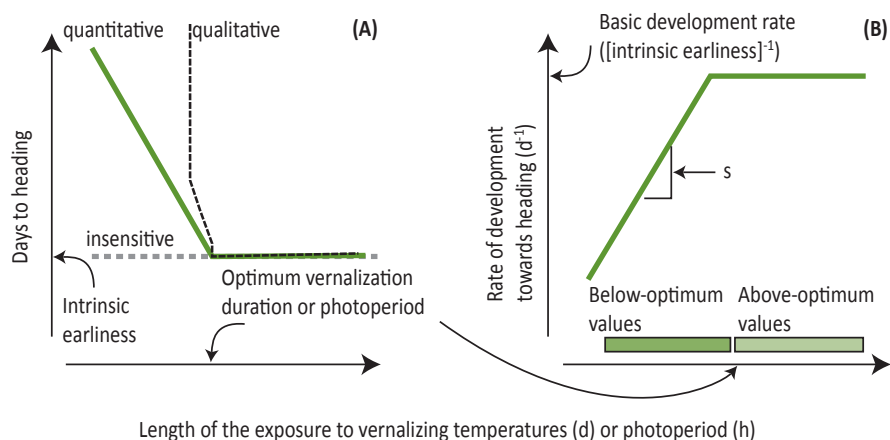 (A)
quantitative
qualitative
Days to heading
insensitive
Intrinsic
earliness
Optimum vernalization
duration or photoperiod
(B)
Basic development rate
([intrinsic earliness]-1)
Rate of development
towards heading (d-1)
s
Below-optimum
values
Above-optimum
values
Length of the exposure to vernalizing temperatures (d) or photoperiod (h)